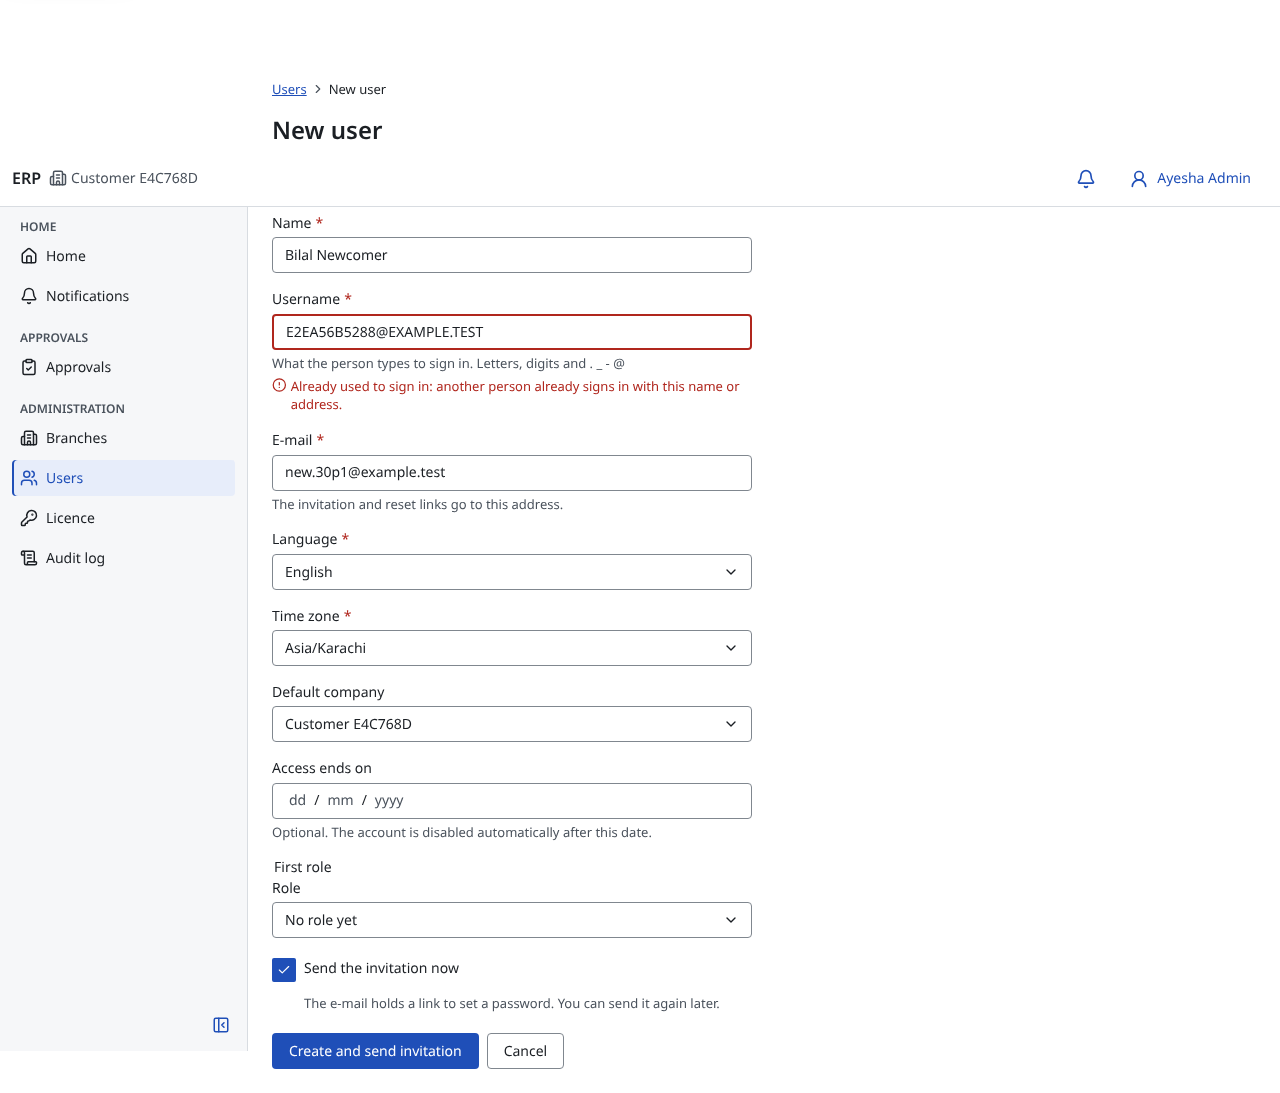 Users > New user
New user
ERP Customer E4C768D
Ayesha Admin
HOME
Home
Notifications
APPROVALS
Approvals
ADMINISTRATION
Branches
Users
Licence
Audit log
Name *
Bilal Newcomer
Username *
E2EA56B5288@EXAMPLE.TEST
What the person types to sign in. Letters, digits and . _ - @
Already used to sign in: another person already signs in with this name or
address.
E-mail *
new.30p1@example.test
The invitation and reset links go to this address.
Language *
English
Time zone *
Asia/Karachi
Default company
Customer E4C768D
Access ends on
dd / mm / yyyy
Optional. The account is disabled automatically after this date.
First role
Role
No role yet
Send the invitation now
The e-mail holds a link to set a password. You can send it again later.
Create and send invitation
Cancel